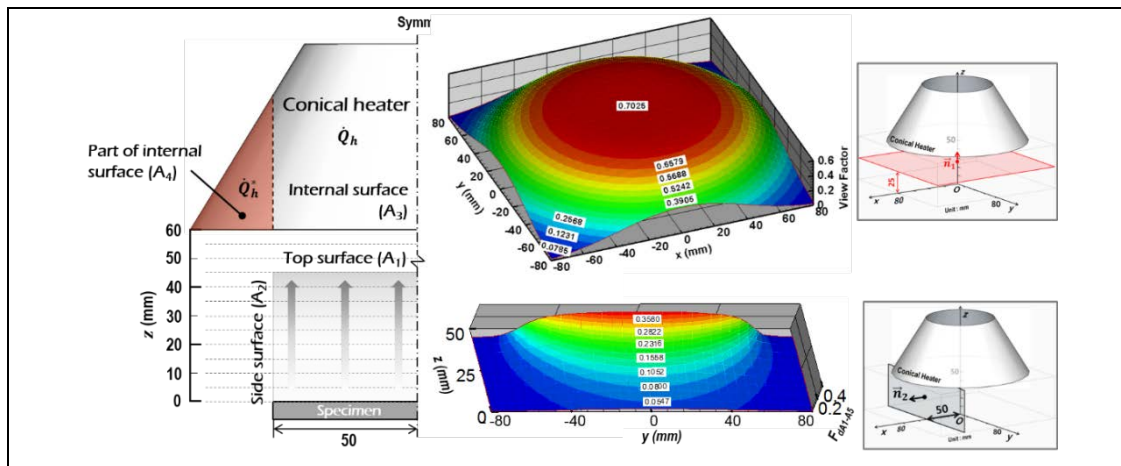 Symm
Conical heater
Q̇h
Part of internal
surface (A4)
Q̇h*
Internal surface
(A3)
60
50
40
30
20
10
0
z (mm)
Top surface (A1)
Side surface (A2)
Specimen
50
0.7025
0.6579
0.5688
0.5242
0.3905
0.2568
0.1231
0.0785
80
60
40
20
0
-20
-40
-60
-80
y (mm)
-80
-60
-40
-20
0
20
40
60
80
x (mm)
0.6
0.4
0.2
0
View Factor
z
Conical Heater
50
n⃗1
25
x
80
O
80
y
Unit : mm
0.3580
0.2822
0.2316
0.1558
0.1052
0.0800
0.0547
50
25
0
z (mm)
-80
-40
0
40
80
y (mm)
0.4
0.2
FdA1-A5
z
Conical Heater
50
n⃗2
50
x
80
O
80
y
Unit : mm